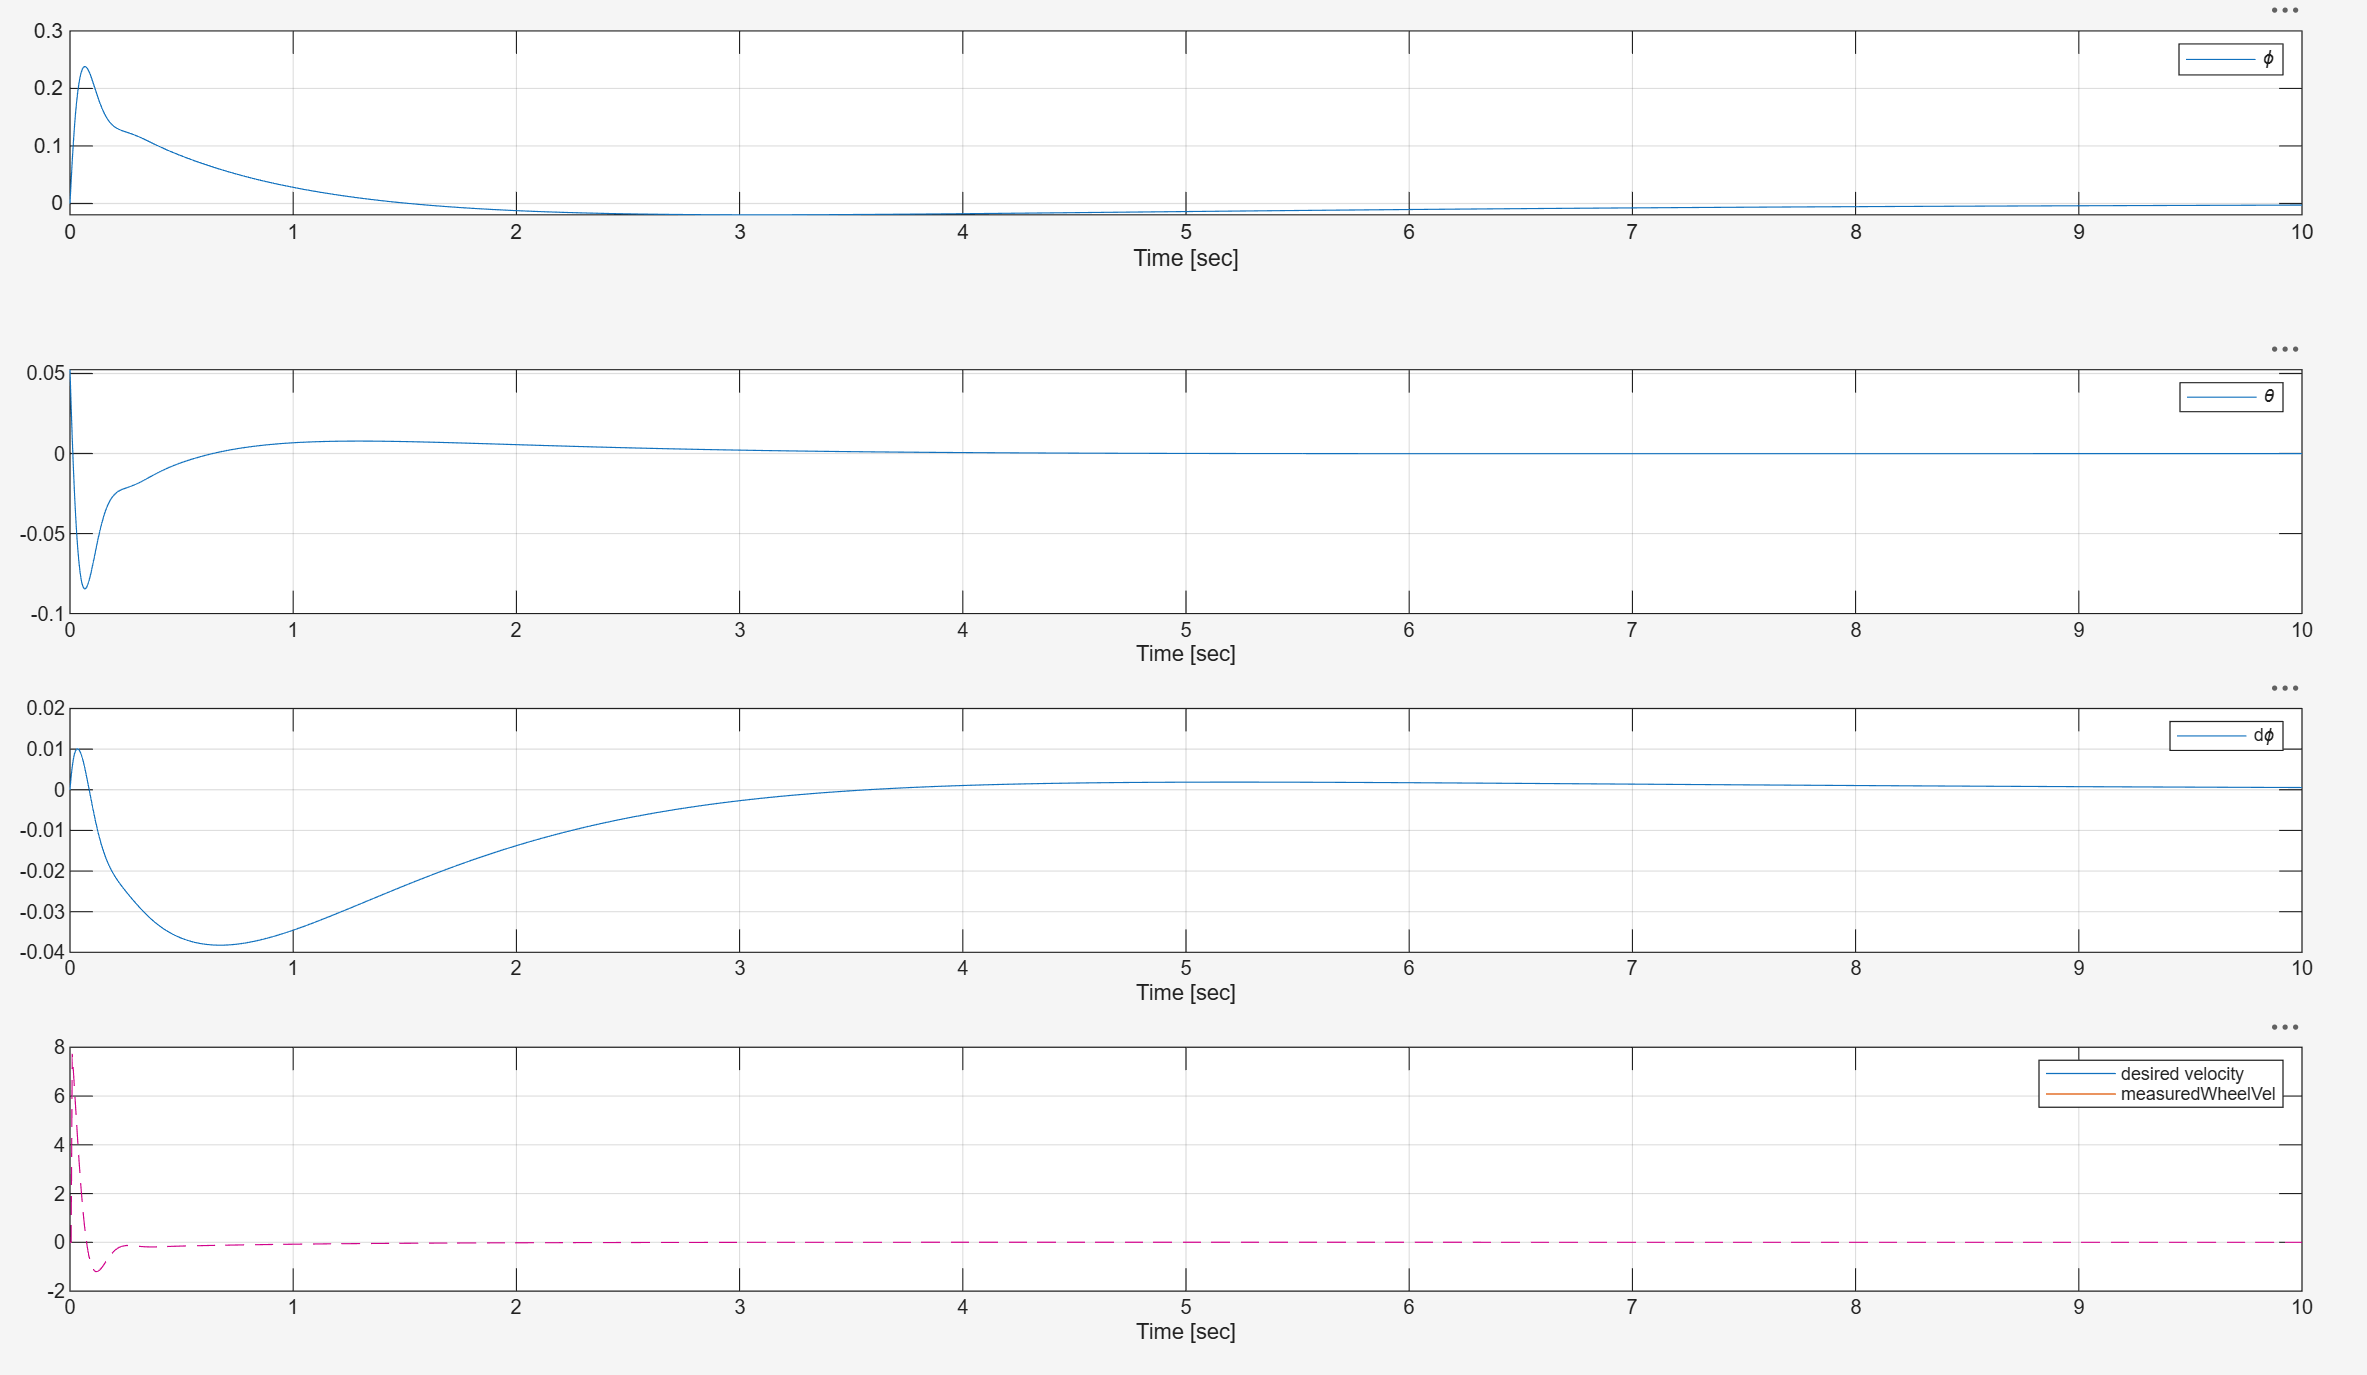 0.3
0.2
0.1
0
ϕ
0 1 2 3 4 5 6 7 8 9 10
Time [sec]
0.05
0
-0.05
-0.1
θ
0 1 2 3 4 5 6 7 8 9 10
Time [sec]
0.02
0.01
0
-0.01
-0.02
-0.03
-0.04
dϕ
0 1 2 3 4 5 6 7 8 9 10
Time [sec]
8
6
4
2
0
-2
desired velocity
measuredWheelVel
0 1 2 3 4 5 6 7 8 9 10
Time [sec]